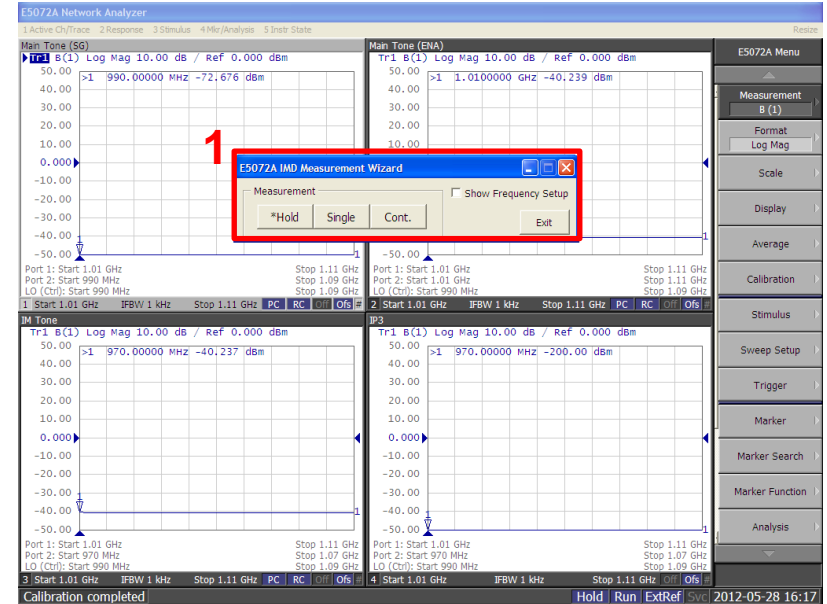 E5072A Network Analyzer
1 Active Ch/Trace 2 Response 3 Stimulus 4 Mkr/Analysis 5 Instr State
Resize
Main Tone (SG)
Tr1 B(1) Log Mag 10.00 dB / Ref 0.000 dBm
50.00
>1 990.00000 MHz -72.676 dBm
40.00
30.00
20.00
10.00
0.000
-10.00
-20.00
-30.00
-40.00
-50.00
1
1
Port 1: Start 1.01 GHz Stop 1.11 GHz
Port 2: Start 990 MHz Stop 1.09 GHz
LO (Ctrl): Start 990 MHz Stop 1.09 GHz
1 Start 1.01 GHz IFBW 1 kHz Stop 1.11 GHz PC RC Off Ofs #
Main Tone (ENA)
Tr1 B(1) Log Mag 10.00 dB / Ref 0.000 dBm
50.00
>1 1.0100000 GHz -40.239 dBm
40.00
30.00
20.00
10.00
-50.00
1
Port 1: Start 1.01 GHz Stop 1.11 GHz
Port 2: Start 990 MHz Stop 1.09 GHz
LO (Ctrl): Start 990 MHz Stop 1.09 GHz
2 Start 1.01 GHz IFBW 1 kHz Stop 1.11 GHz PC RC Off Ofs #
1
E5072A IMD Measurement Wizard
Measurement
*Hold Single Cont.
Show Frequency Setup
Exit
IM Tone
Tr1 B(1) Log Mag 10.00 dB / Ref 0.000 dBm
50.00
>1 970.00000 MHz -40.237 dBm
40.00
30.00
20.00
10.00
0.000
-10.00
-20.00
-30.00
-40.00
-50.00
1
1
Port 1: Start 1.01 GHz Stop 1.11 GHz
Port 2: Start 970 MHz Stop 1.07 GHz
LO (Ctrl): Start 990 MHz Stop 1.09 GHz
3 Start 1.01 GHz IFBW 1 kHz Stop 1.11 GHz PC RC Off Ofs #
IP3
Tr1 B(1) Log Mag 10.00 dB / Ref 0.000 dBm
50.00
>1 970.00000 MHz -200.00 dBm
40.00
30.00
20.00
10.00
0.000
-10.00
-20.00
-30.00
-40.00
-50.00
1
1
Port 1: Start 1.01 GHz Stop 1.11 GHz
Port 2: Start 970 MHz Stop 1.07 GHz
LO (Ctrl): Start 990 MHz Stop 1.09 GHz
4 Start 1.01 GHz IFBW 1 kHz Stop 1.11 GHz Off Ofs #
E5072A Menu
Measurement
B (1)
Format
Log Mag
Scale
Display
Average
Calibration
Stimulus
Sweep Setup
Trigger
Marker
Marker Search
Marker Function
Analysis
Calibration completed
Hold Run ExtRef Svc 2012-05-28 16:17